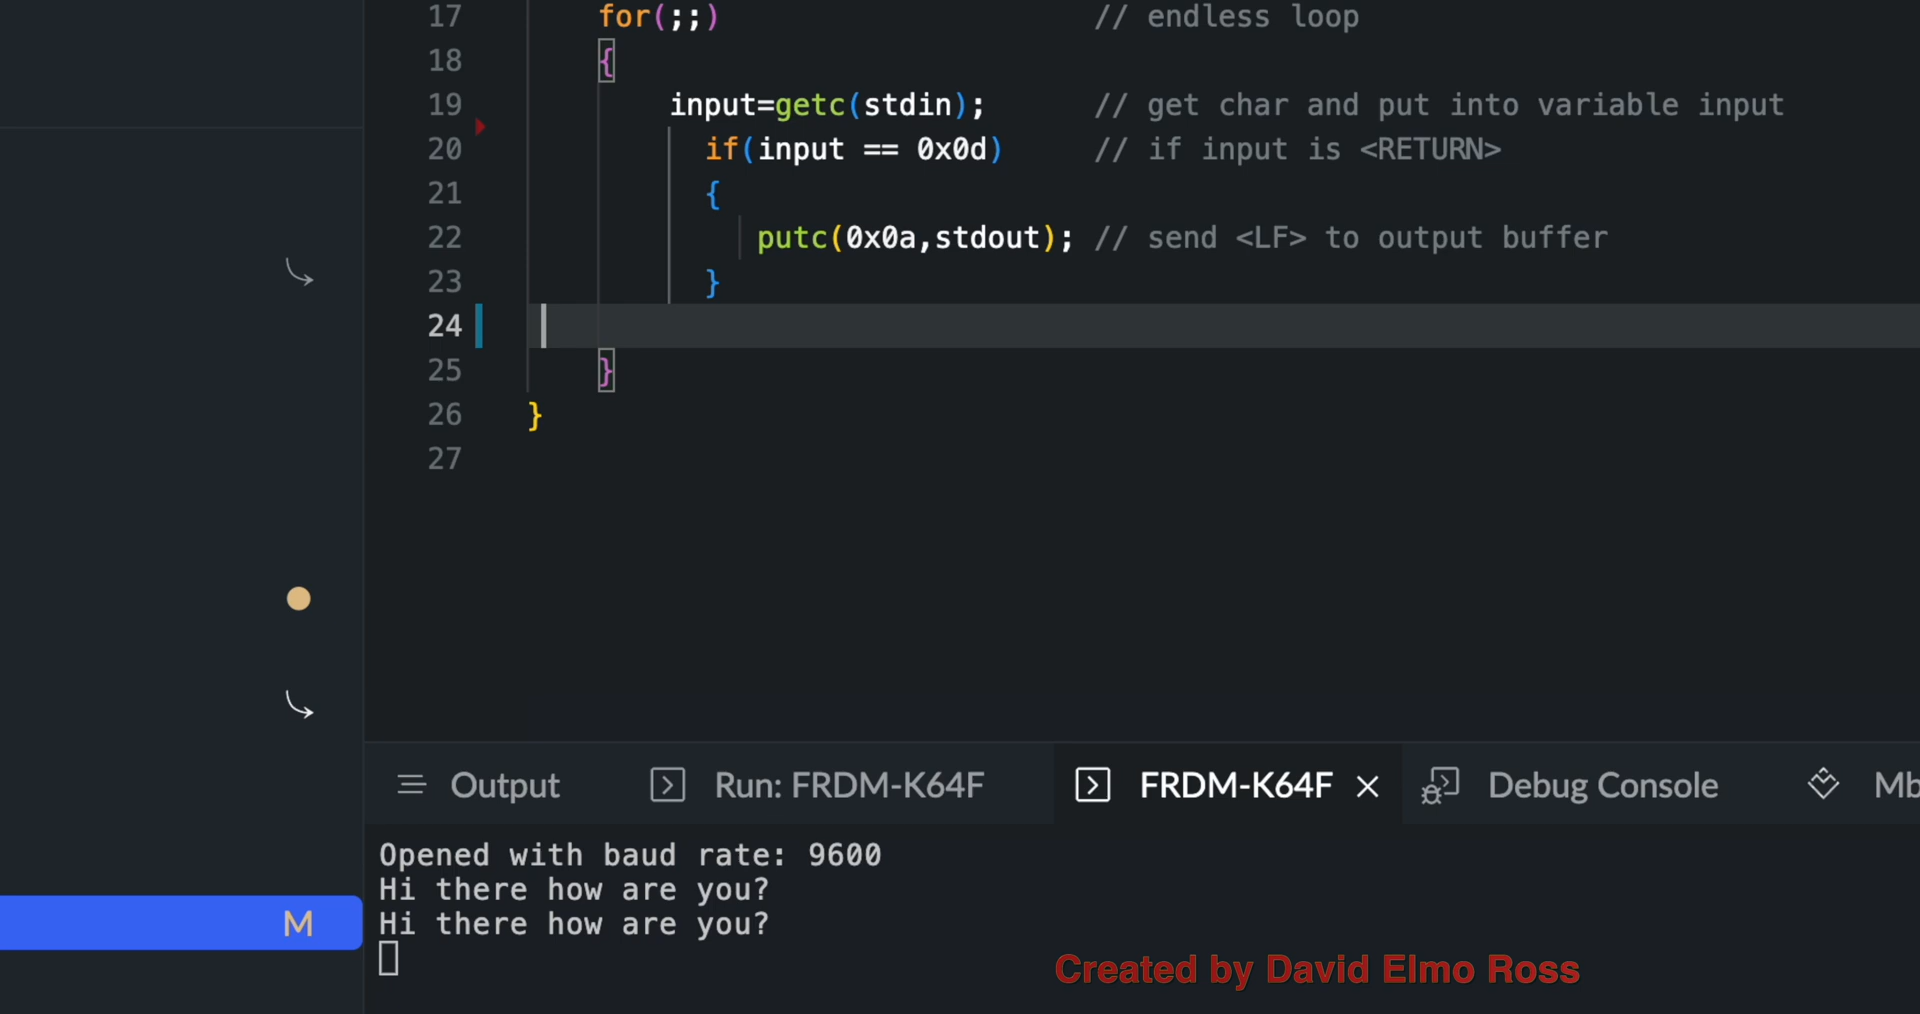 17 for(;;) // endless loop
18 {
19 input=getc(stdin); // get char and put into variable input
20 if(input == 0x0d) // if input is <RETURN>
21 {
22 putc(0x0a,stdout); // send <LF> to output buffer
23 }
24
25 }
26 }
27
Output Run: FRDM-K64F FRDM-K64F Debug Console
Opened with baud rate: 9600
Hi there how are you?
M Hi there how are you?
Created by David Elmo Ross